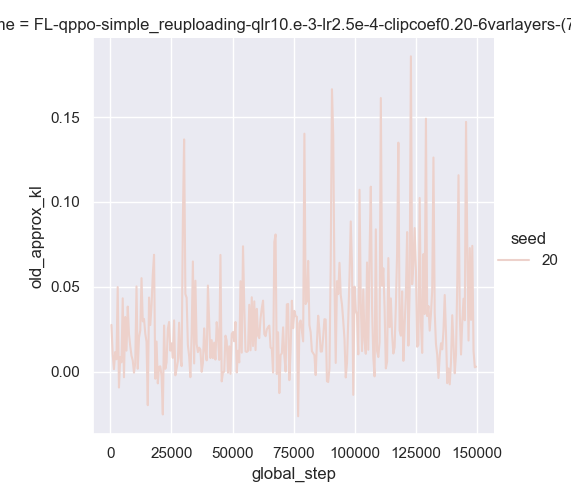 ne = FL-qppo-simple_reuploading-qlr10.e-3-lr2.5e-4-clipcoef0.20-6varlayers-(7
old_approx_kl
0.15
0.10
0.05
0.00
0 25000 50000 75000 100000 125000 150000
global_step
seed
20